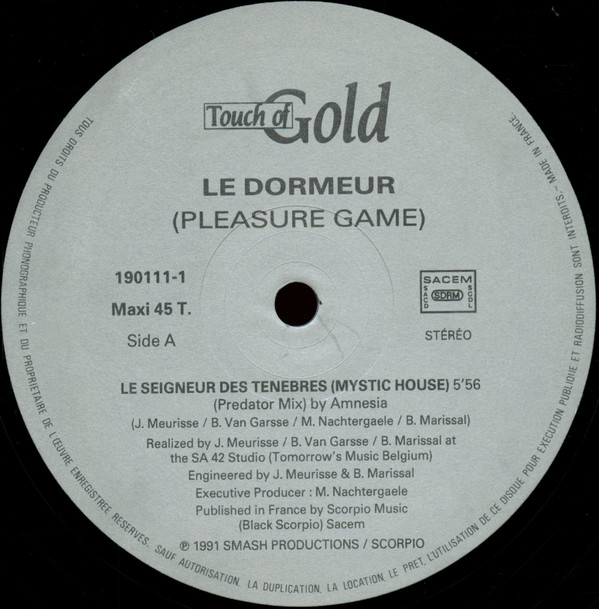 Touch of Gold
LE DORMEUR
(PLEASURE GAME)
190111-1
Maxi 45 T.
Side A
SACEM
SACD
SDRM
SGDL
STÉRÉO
LE SEIGNEUR DES TENEBRES (MYSTIC HOUSE) 5'56
(Predator Mix) by Amnesia
(J. Meurisse / B. Van Garsse / M. Nachtergaele / B. Marissal)
Realized by J. Meurisse / B. Van Garsse / B. Marissal at
the SA 42 Studio (Tomorrow's Music Belgium)
Engineered by J. Meurisse & B. Marissal
Executive Producer : M. Nachtergaele
Published in France by Scorpio Music
(Black Scorpio) Sacem
℗ 1991 SMASH PRODUCTIONS / SCORPIO
TOUS DROITS DU PRODUCTEUR PHONOGRAPHIQUE ET DU PROPRIETAIRE DE L'ŒUVRE ENREGISTREE RESERVES. SAUF AUTORISATION, LA DUPLICATION, LA LOCATION, LE PRET, L'UTILISATION DE CE DISQUE POUR EXECUTION PUBLIQUE ET RADIODIFFUSION SONT INTERDITS. - MADE IN FRANCE.